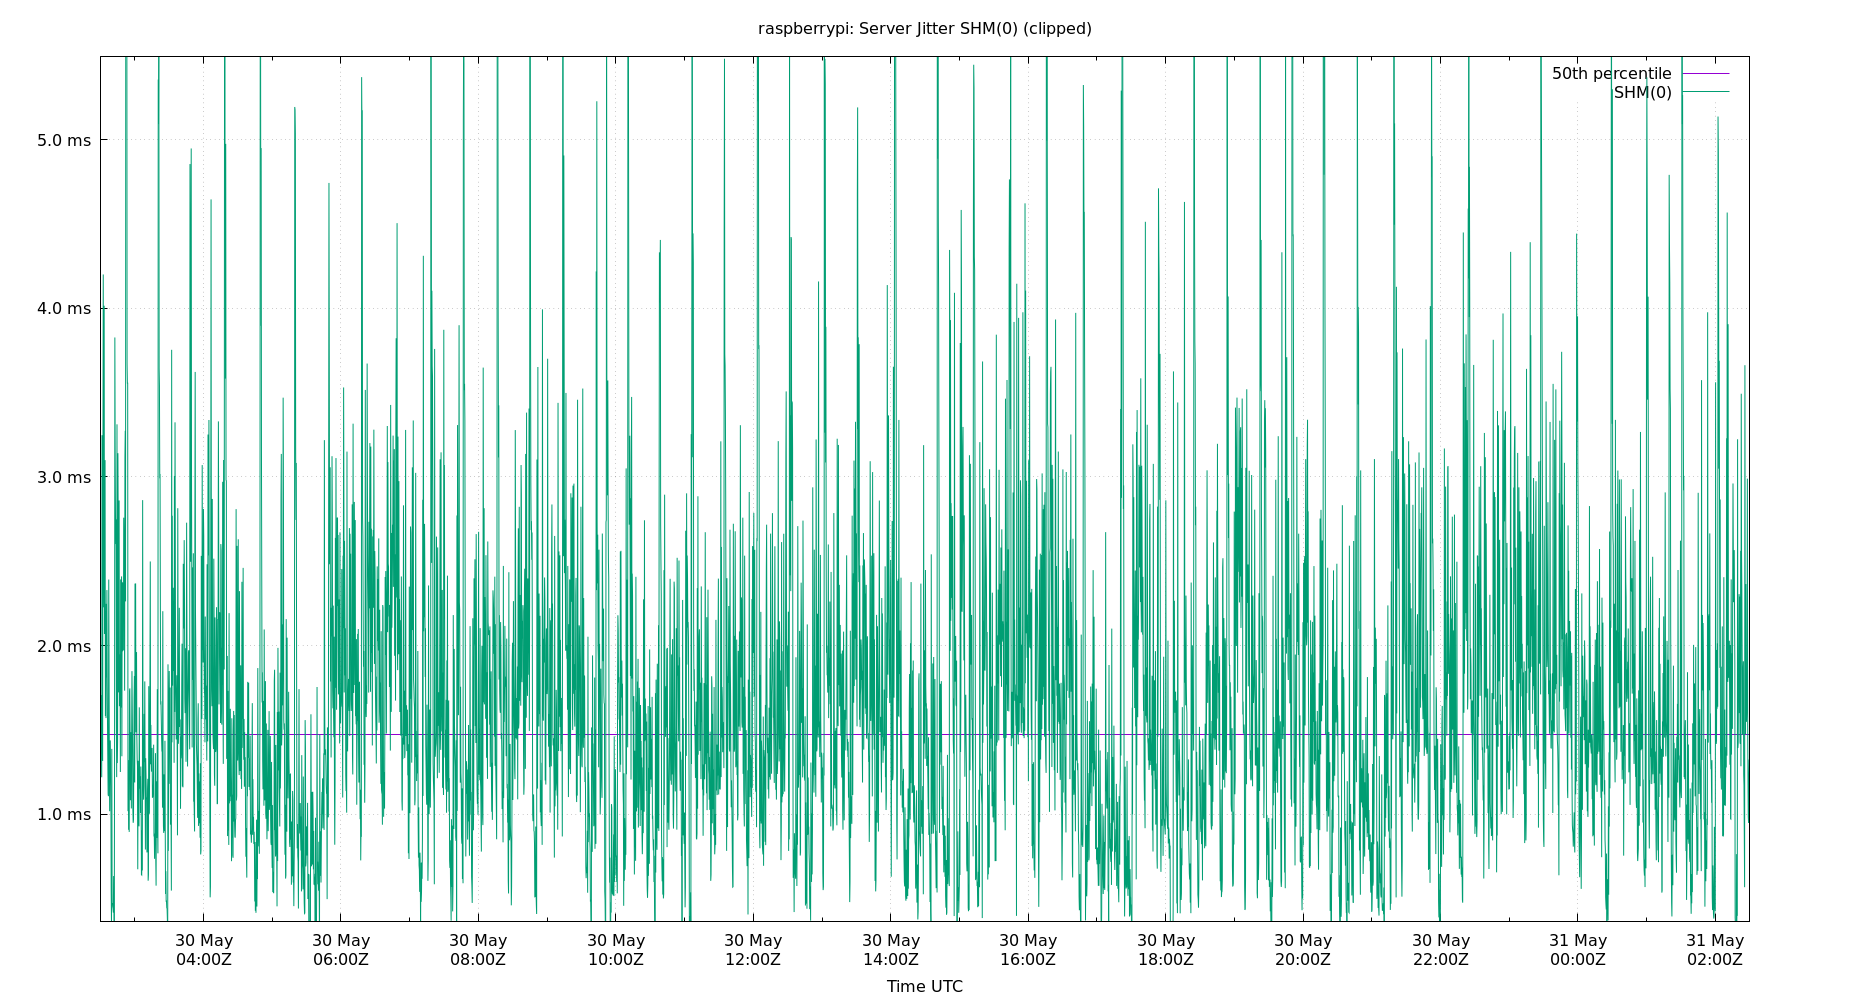 raspberrypi: Server Jitter SHM(0) (clipped)
50th percentile
SHM(0)
5.0 ms
4.0 ms
3.0 ms
2.0 ms
1.0 ms
30 May 30 May 30 May 30 May 30 May 30 May 30 May 30 May 30 May 30 May 31 May 31 May
04:00Z 06:00Z 08:00Z 10:00Z 12:00Z 14:00Z 16:00Z 18:00Z 20:00Z 22:00Z 00:00Z 02:00Z
Time UTC